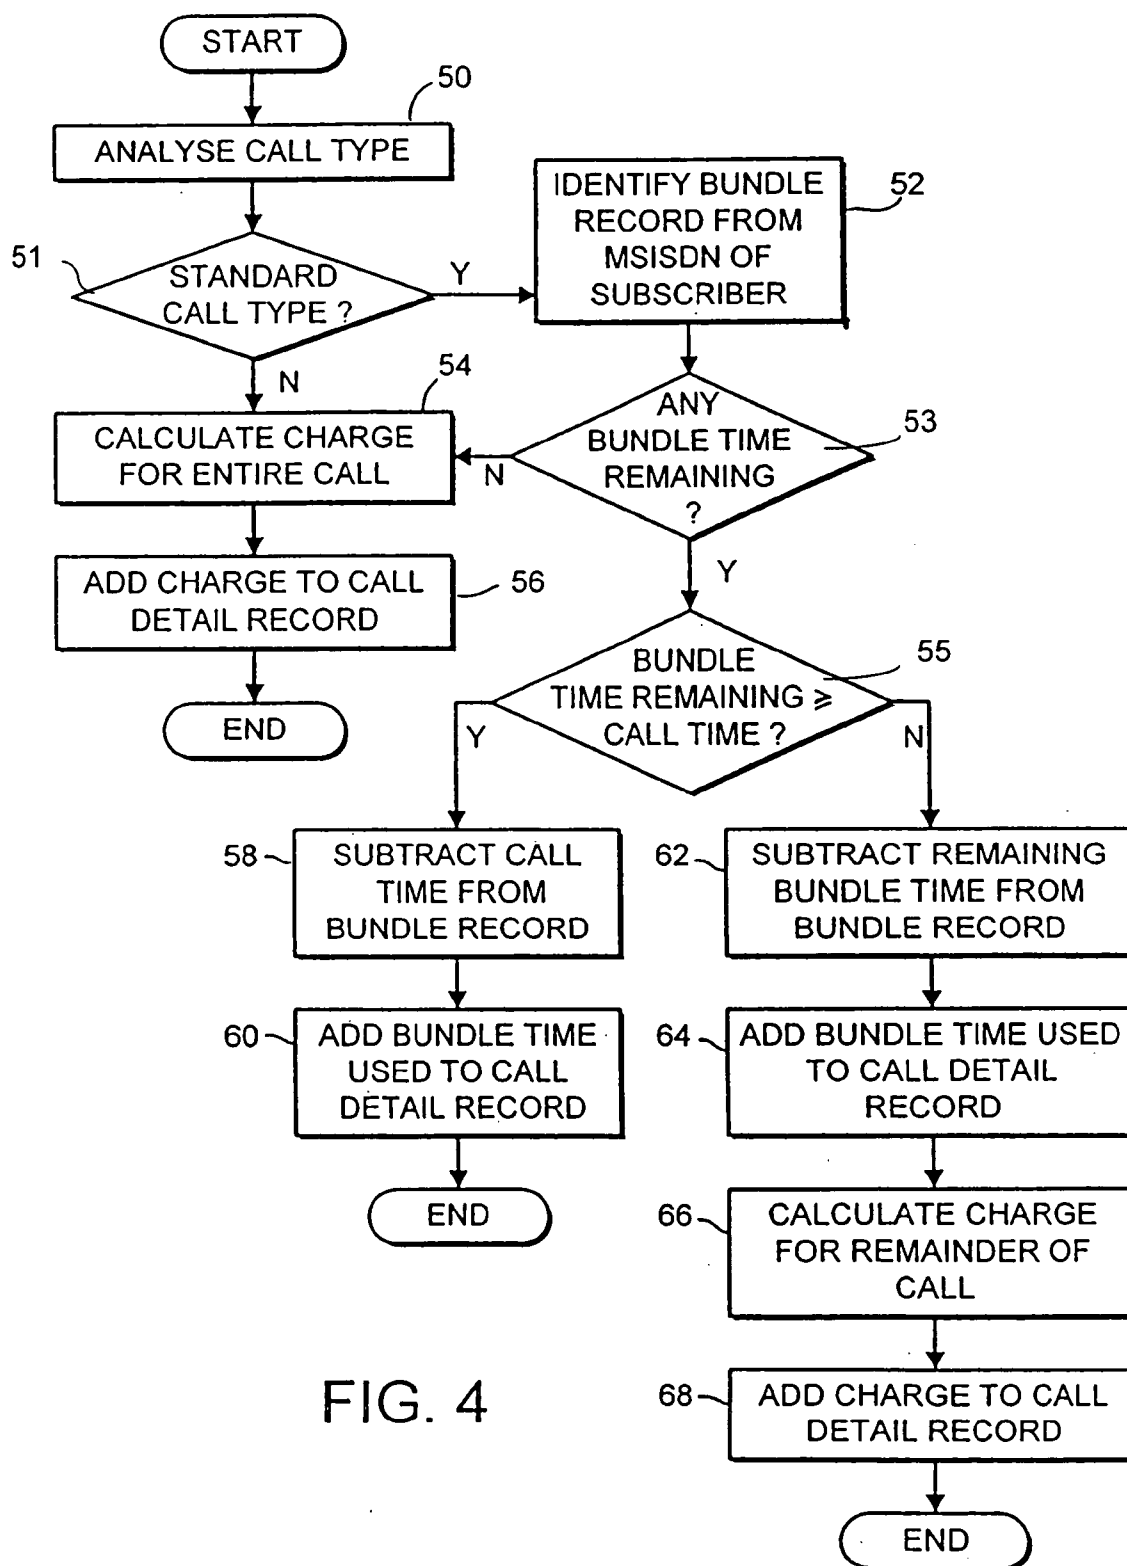 START
50
ANALYSE CALL TYPE
51
STANDARD
CALL TYPE ?
Y
N
IDENTIFY BUNDLE
RECORD FROM
MSISDN OF
SUBSCRIBER
52
ANY
BUNDLE TIME
REMAINING
?
53
N
Y
54
CALCULATE CHARGE
FOR ENTIRE CALL
ADD CHARGE TO CALL
DETAIL RECORD
56
END
BUNDLE
TIME REMAINING ⩾
CALL TIME ?
55
Y
N
58
SUBTRACT CALL
TIME FROM
BUNDLE RECORD
60
ADD BUNDLE TIME
USED TO CALL
DETAIL RECORD
END
62
SUBTRACT REMAINING
BUNDLE TIME FROM
BUNDLE RECORD
64
ADD BUNDLE TIME USED
TO CALL DETAIL
RECORD
66
CALCULATE CHARGE
FOR REMAINDER OF
CALL
68
ADD CHARGE TO CALL
DETAIL RECORD
END
FIG. 4